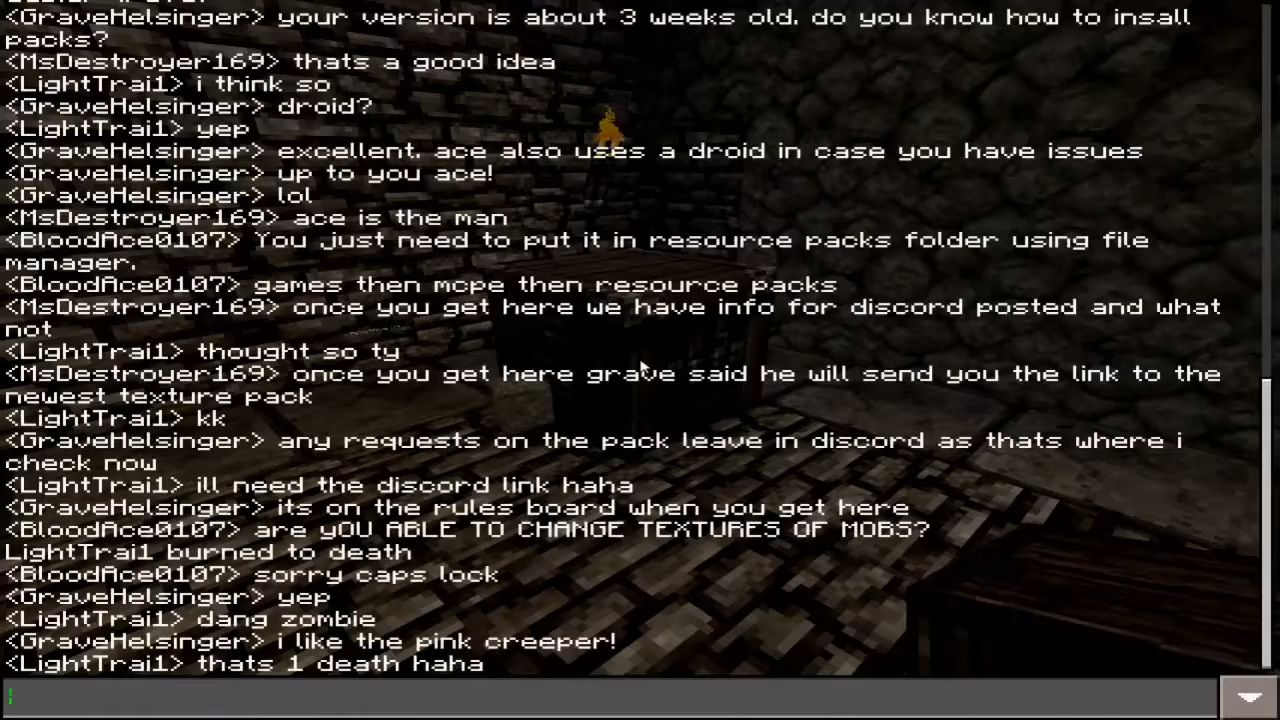 <GraveHelsinger> your version is about 3 weeks old. do you know how to insall
packs?
<MsDestroyer169> thats a good idea
<LightTrai1> i think so
<GraveHelsinger> droid?
<LightTrai1> yep
<GraveHelsinger> excellent. ace also uses a droid in case you have issues
<GraveHelsinger> up to you ace!
<GraveHelsinger> lol
<MsDestroyer169> ace is the man
<BloodAce0107> You just need to put it in resource packs folder using file
manager.
<BloodAce0107> games then mcpe then resource packs
<MsDestroyer169> once you get here we have info for discord posted and what
not
<LightTrai1> thought so ty
<MsDestroyer169> once you get here grave said he will send you the link to the
newest texture pack
<LightTrai1> kk
<GraveHelsinger> any requests on the pack leave in discord as thats where i
check now
<LightTrai1> ill need the discord link haha
<GraveHelsinger> its on the rules board when you get here
<BloodAce0107> are yOU ABLE TO CHANGE TEXTURES OF MOBS?
LightTrai1 burned to death
<BloodAce0107> sorry caps lock
<GraveHelsinger> yep
<LightTrai1> dang zombie
<GraveHelsinger> i like the pink creeper!
<LightTrai1> thats 1 death haha